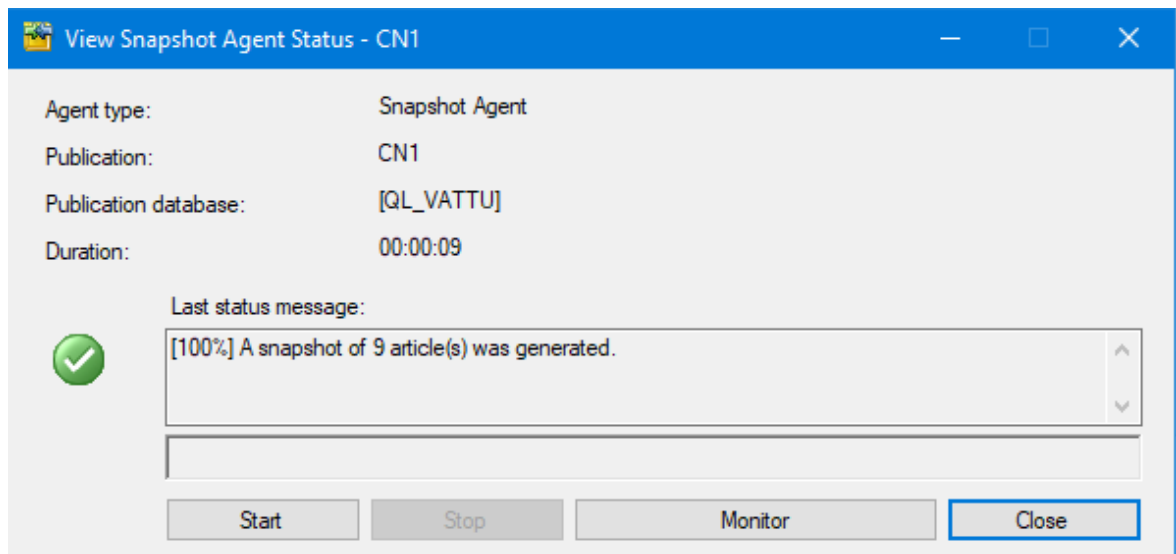 View Snapshot Agent Status - CN1
Agent type: Snapshot Agent
Publication: CN1
Publication database: [QL_VATTU]
Duration: 00:00:09
Last status message:
[100%] A snapshot of 9 article(s) was generated.
Start Stop Monitor Close